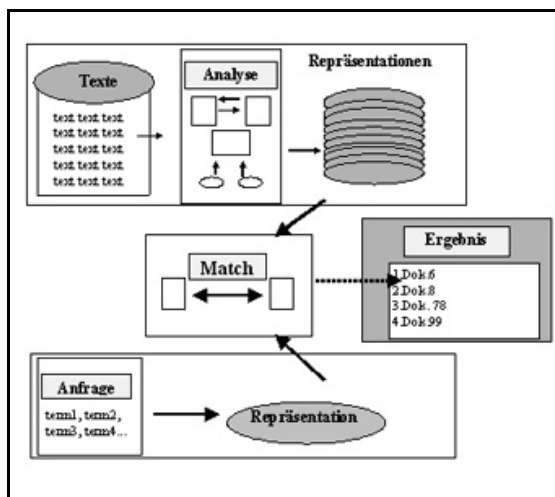 Texte
text text text
text text text
text text text
text text text
text text text
Analyse
Repräsentationen
Match
Ergebnis
1.Dok.6
2.Dok.8
3.Dok. 78
4.Dok.99
Anfrage
term1, term2,
term3, term4...
Repräsentation